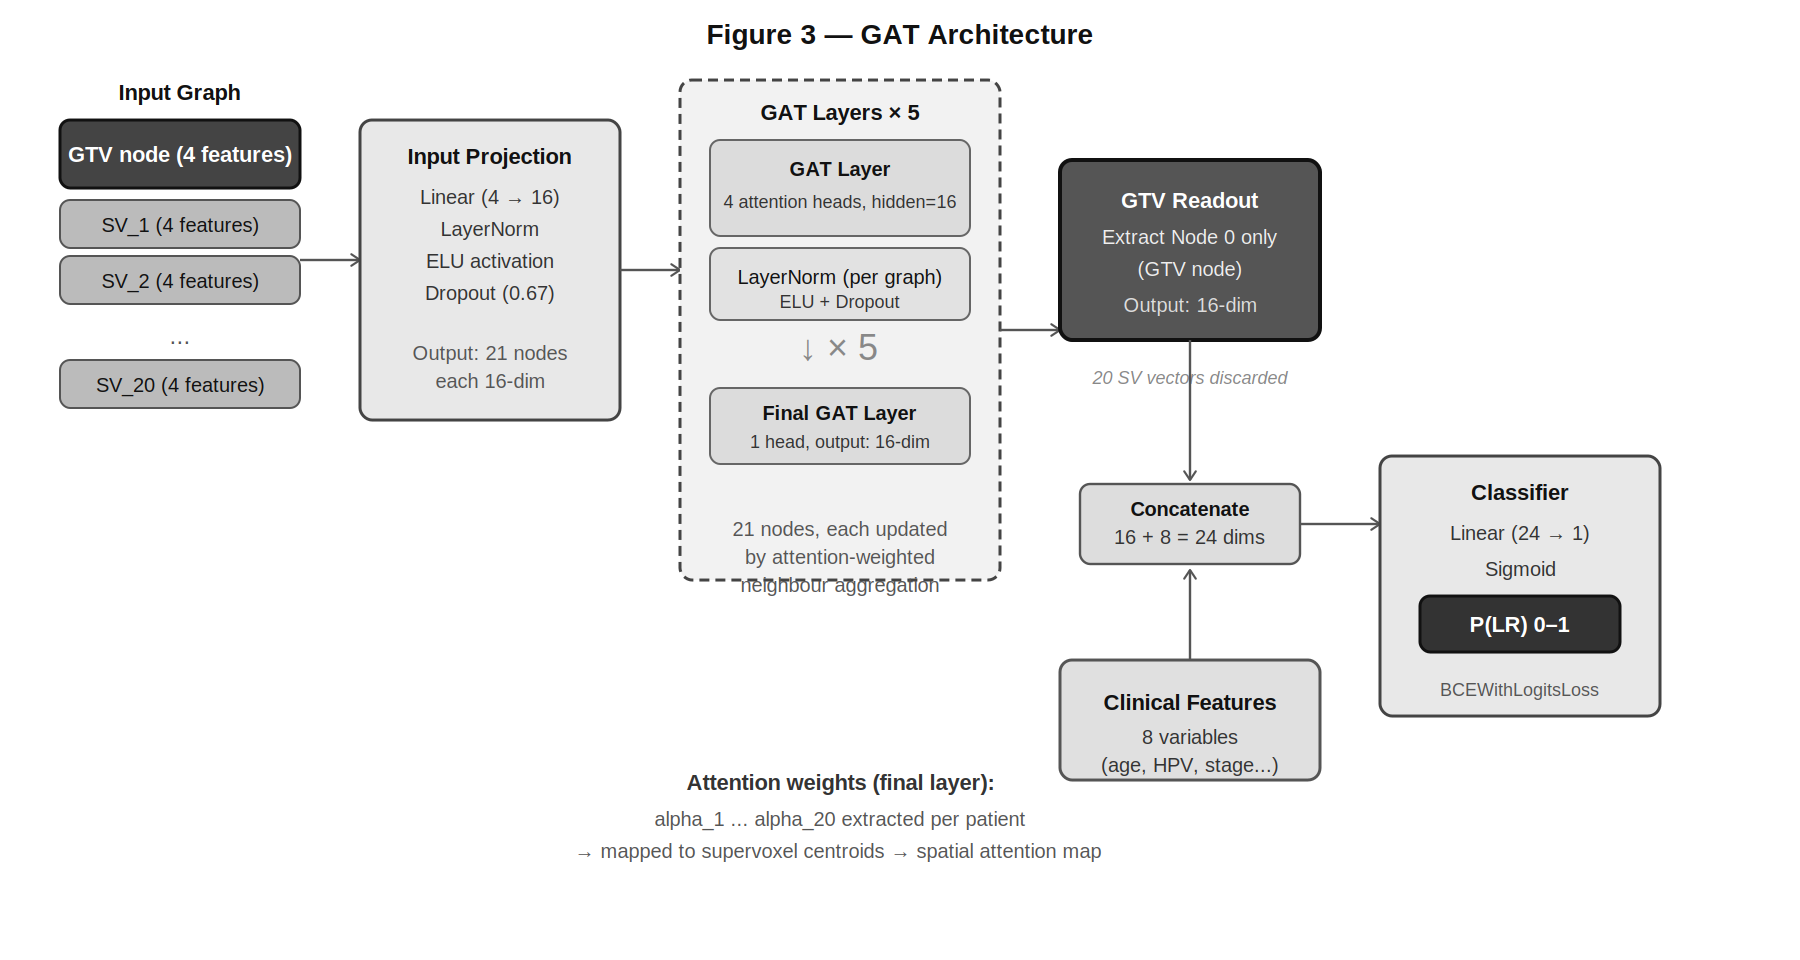 Figure 3 — GAT Architecture
Input Graph
GTV node (4 features)
SV_1 (4 features)
SV_2 (4 features)
...
SV_20 (4 features)
Input Projection
Linear (4 → 16)
LayerNorm
ELU activation
Dropout (0.67)
Output: 21 nodes
each 16-dim
GAT Layers × 5
GAT Layer
4 attention heads, hidden=16
LayerNorm (per graph)
ELU + Dropout
↓ × 5
Final GAT Layer
1 head, output: 16-dim
21 nodes, each updated
by attention-weighted
neighbour aggregation
GTV Readout
Extract Node 0 only
(GTV node)
Output: 16-dim
20 SV vectors discarded
Concatenate
16 + 8 = 24 dims
Clinical Features
8 variables
(age, HPV, stage...)
Classifier
Linear (24 → 1)
Sigmoid
P(LR) 0–1
BCEWithLogitsLoss
Attention weights (final layer):
alpha_1 ... alpha_20 extracted per patient
→ mapped to supervoxel centroids → spatial attention map